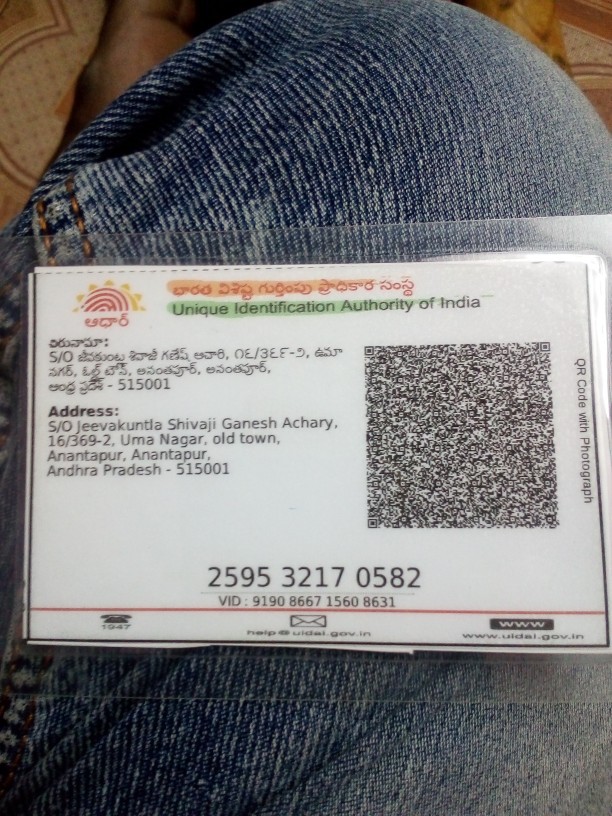 భారత విశిష్ట గుర్తింపు ప్రాధికార సంస్థ
Unique Identification Authority of India
ఆధార్
చిరునామా:
S/O జీవకుంట్ల శివాజీ గణేష్ ఆచారి, ౧౬/౩౬౯-౨, ఉమా
నగర్, ఓల్డ్ టౌన్, అనంతపూర్, అనంతపూర్,
ఆంధ్ర ప్రదేశ్ - 515001
Address:
S/O Jeevakuntla Shivaji Ganesh Achary,
16/369-2, Uma Nagar, old town,
Anantapur, Anantapur,
Andhra Pradesh - 515001
QR Code with Photograph
2595 3217 0582
VID : 9190 8667 1560 8631
1947
help@uidai.gov.in
www
www.uidai.gov.in